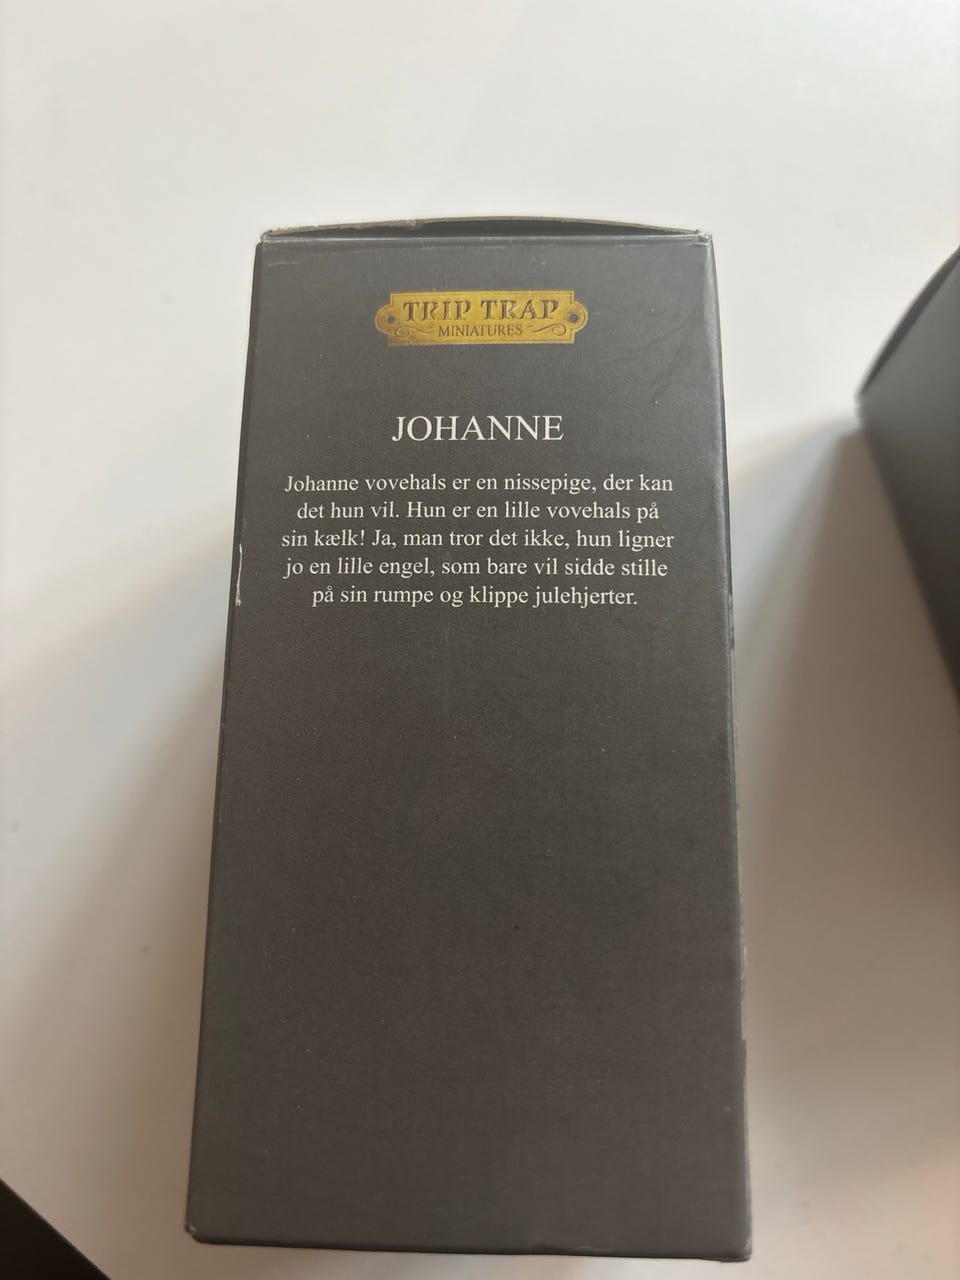 TRIP TRAP
MINIATURES
JOHANNE
Johanne vovehals er en nissepige, der kan
det hun vil. Hun er en lille vovehals på
sin kælk! Ja, man tror det ikke, hun ligner
jo en lille engel, som bare vil sidde stille
på sin rumpe og klippe julehjerter.